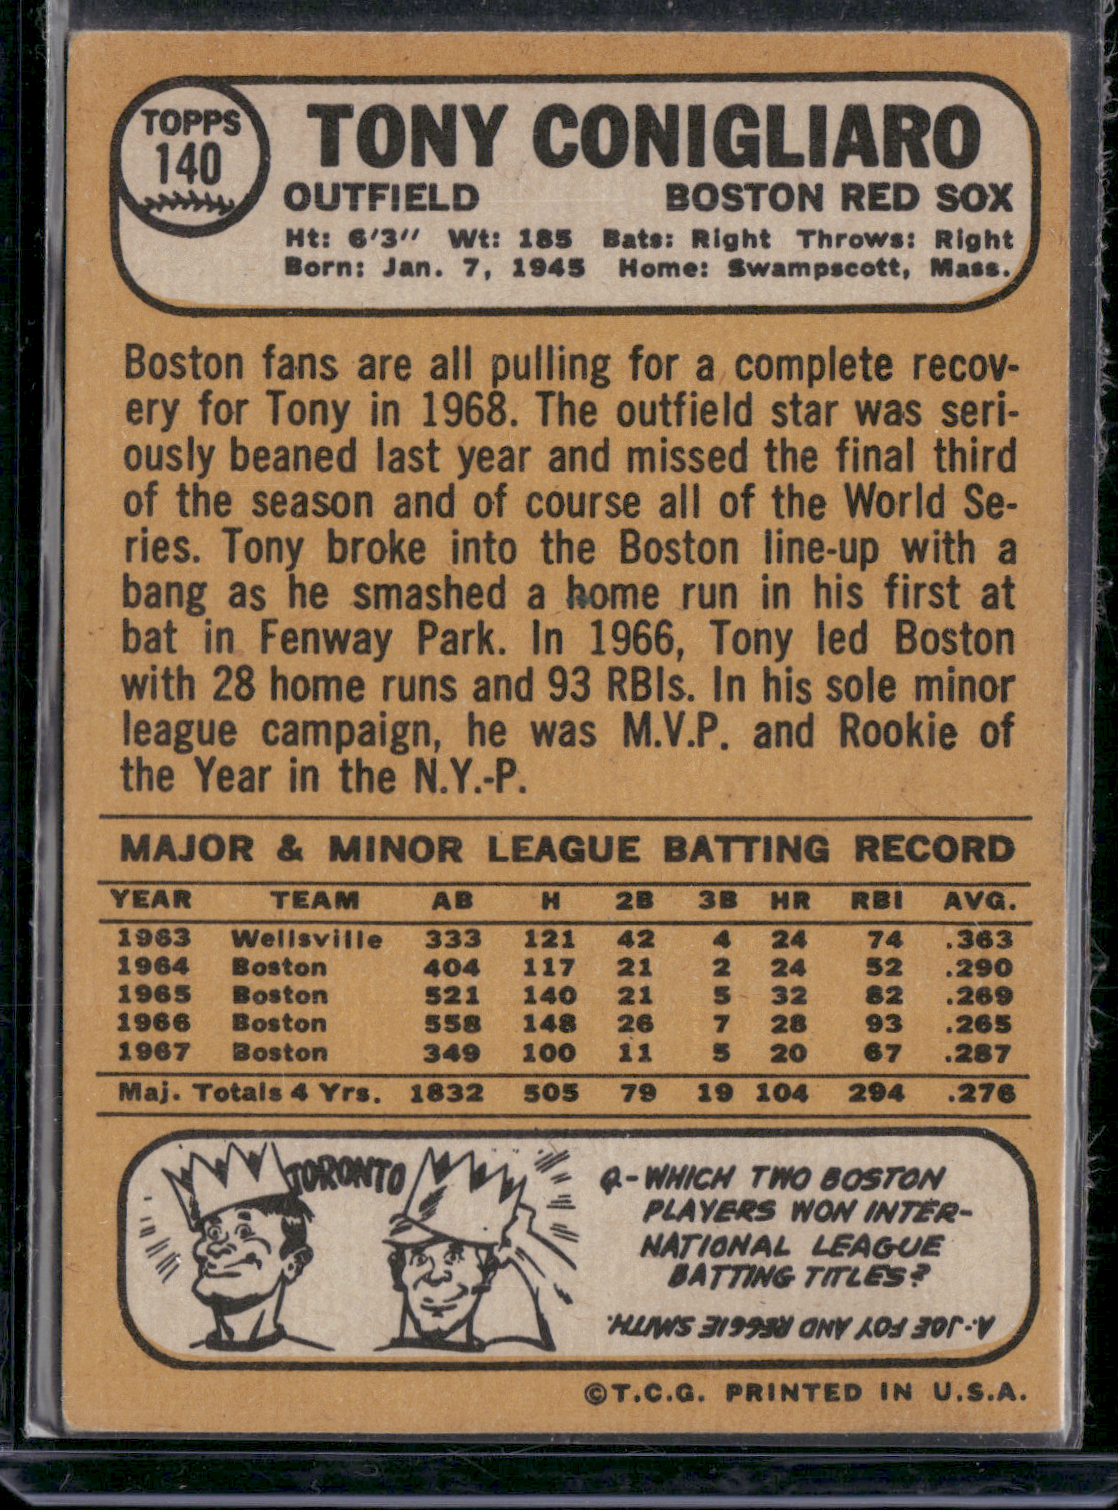 TOPPS
140
TONY CONIGLIARO
OUTFIELD BOSTON RED SOX
Ht: 6'3" Wt: 185 Bats: Right Throws: Right
Born: Jan. 7, 1945 Home: Swampscott, Mass.
Boston fans are all pulling for a complete recov-
ery for Tony in 1968. The outfield star was seri-
ously beaned last year and missed the final third
of the season and of course all of the World Se-
ries. Tony broke into the Boston line-up with a
bang as he smashed a home run in his first at
bat in Fenway Park. In 1966, Tony led Boston
with 28 home runs and 93 RBIs. In his sole minor
league campaign, he was M.V.P. and Rookie of
the Year in the N.Y.-P.
MAJOR & MINOR LEAGUE BATTING RECORD
YEAR TEAM AB H 2B 3B HR RBI AVG.
1963 Wellsville 333 121 42 4 24 74 .363
1964 Boston 404 117 21 2 24 52 .290
1965 Boston 521 140 21 5 32 82 .269
1966 Boston 558 148 26 7 28 93 .265
1967 Boston 349 100 11 5 20 67 .287
Maj. Totals 4 Yrs. 1832 505 79 19 104 294 .276
TORONTO
Q-WHICH TWO BOSTON
PLAYERS WON INTER-
NATIONAL LEAGUE
BATTING TITLES?
A-JOE FOY AND REGGIE SMITH.
©T.C.G. PRINTED IN U.S.A.